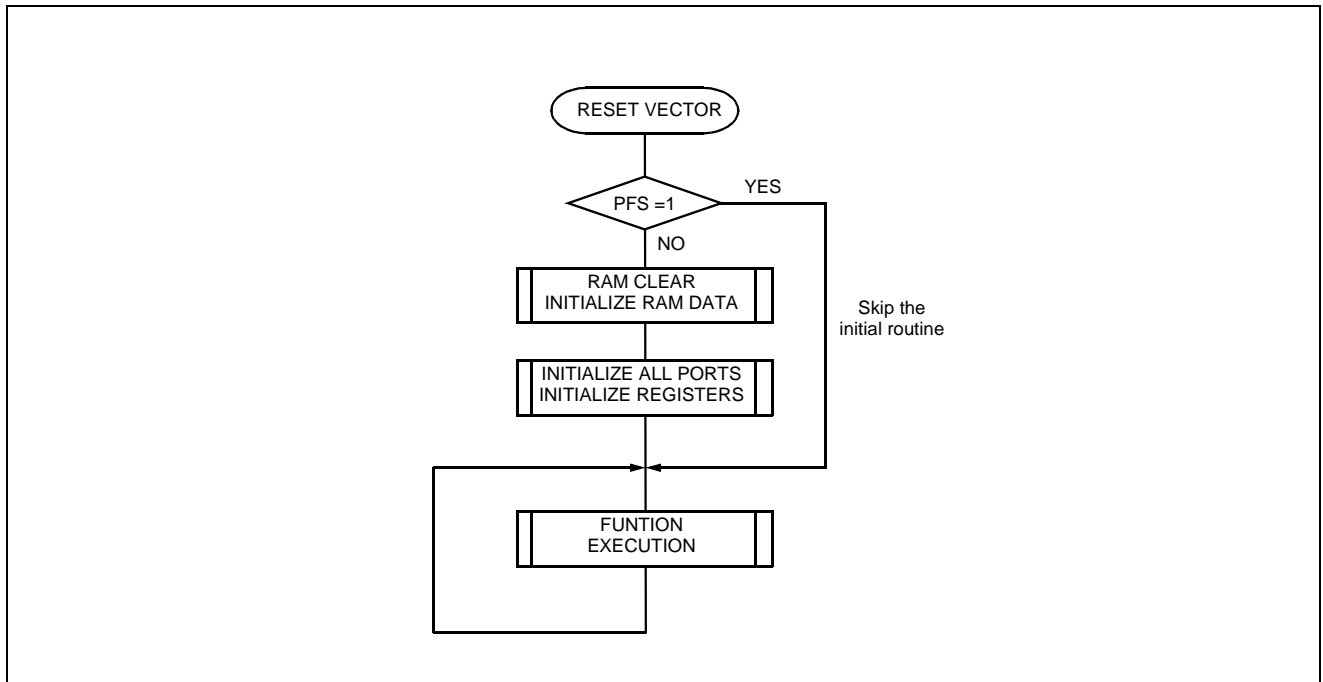 RESET VECTOR
YES
PFS =1
NO
RAM CLEAR
INITIALIZE RAM DATA
Skip the
initial routine
INITIALIZE ALL PORTS
INITIALIZE REGISTERS
FUNTION
EXECUTION